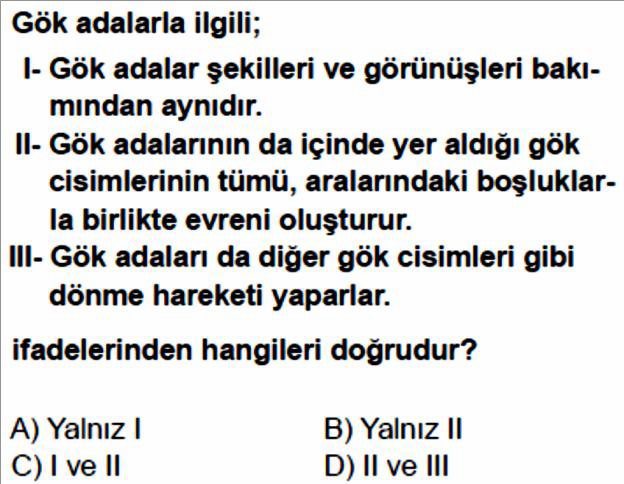 Gök adalarla ilgili;
I- Gök adalar şekilleri ve görünüşleri bakı-
mından aynıdır.
II- Gök adalarının da içinde yer aldığı gök
cisimlerinin tümü, aralarındaki boşluklar-
la birlikte evreni oluşturur.
III- Gök adaları da diğer gök cisimleri gibi
dönme hareketi yaparlar.
ifadelerinden hangileri doğrudur?
A) Yalnız I B) Yalnız II
C) I ve II D) II ve III